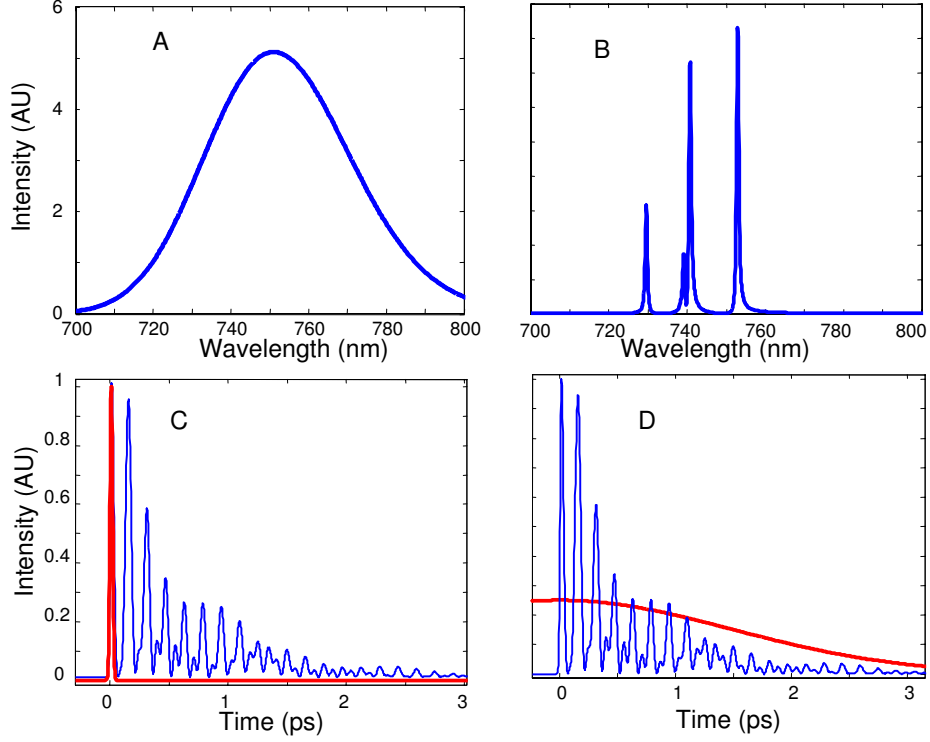 6
4
2
0
Intensity (AU)
A
700 720 740 760 780 800
Wavelength (nm)
B
700 720 740 760 780 800
Wavelength (nm)
1
0.8
0.6
0.4
0.2
0
Intensity (AU)
C
0 1 2 3
Time (ps)
D
0 1 2 3
Time (ps)